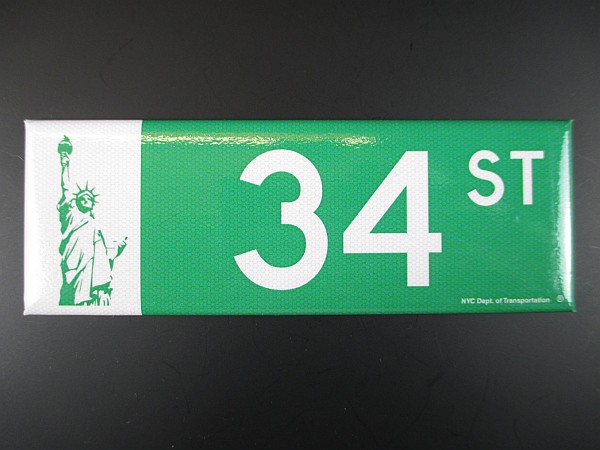 34 ST
NYC Dept. of Transportation